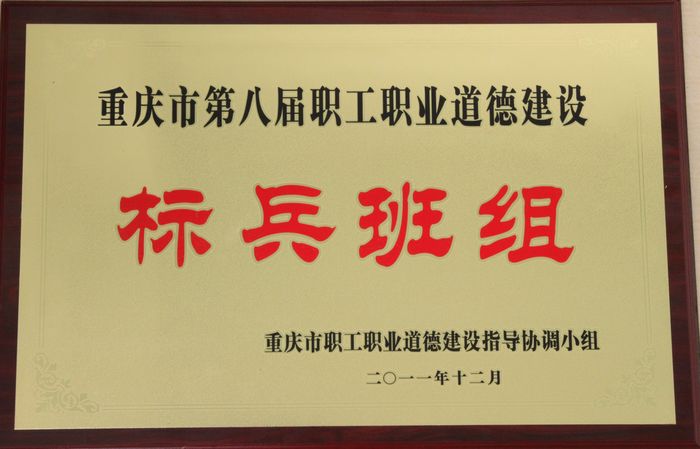 重庆市第八届职工职业道德建设
标兵班组
重庆市职工职业道德建设指导协调小组
二〇一一年十二月